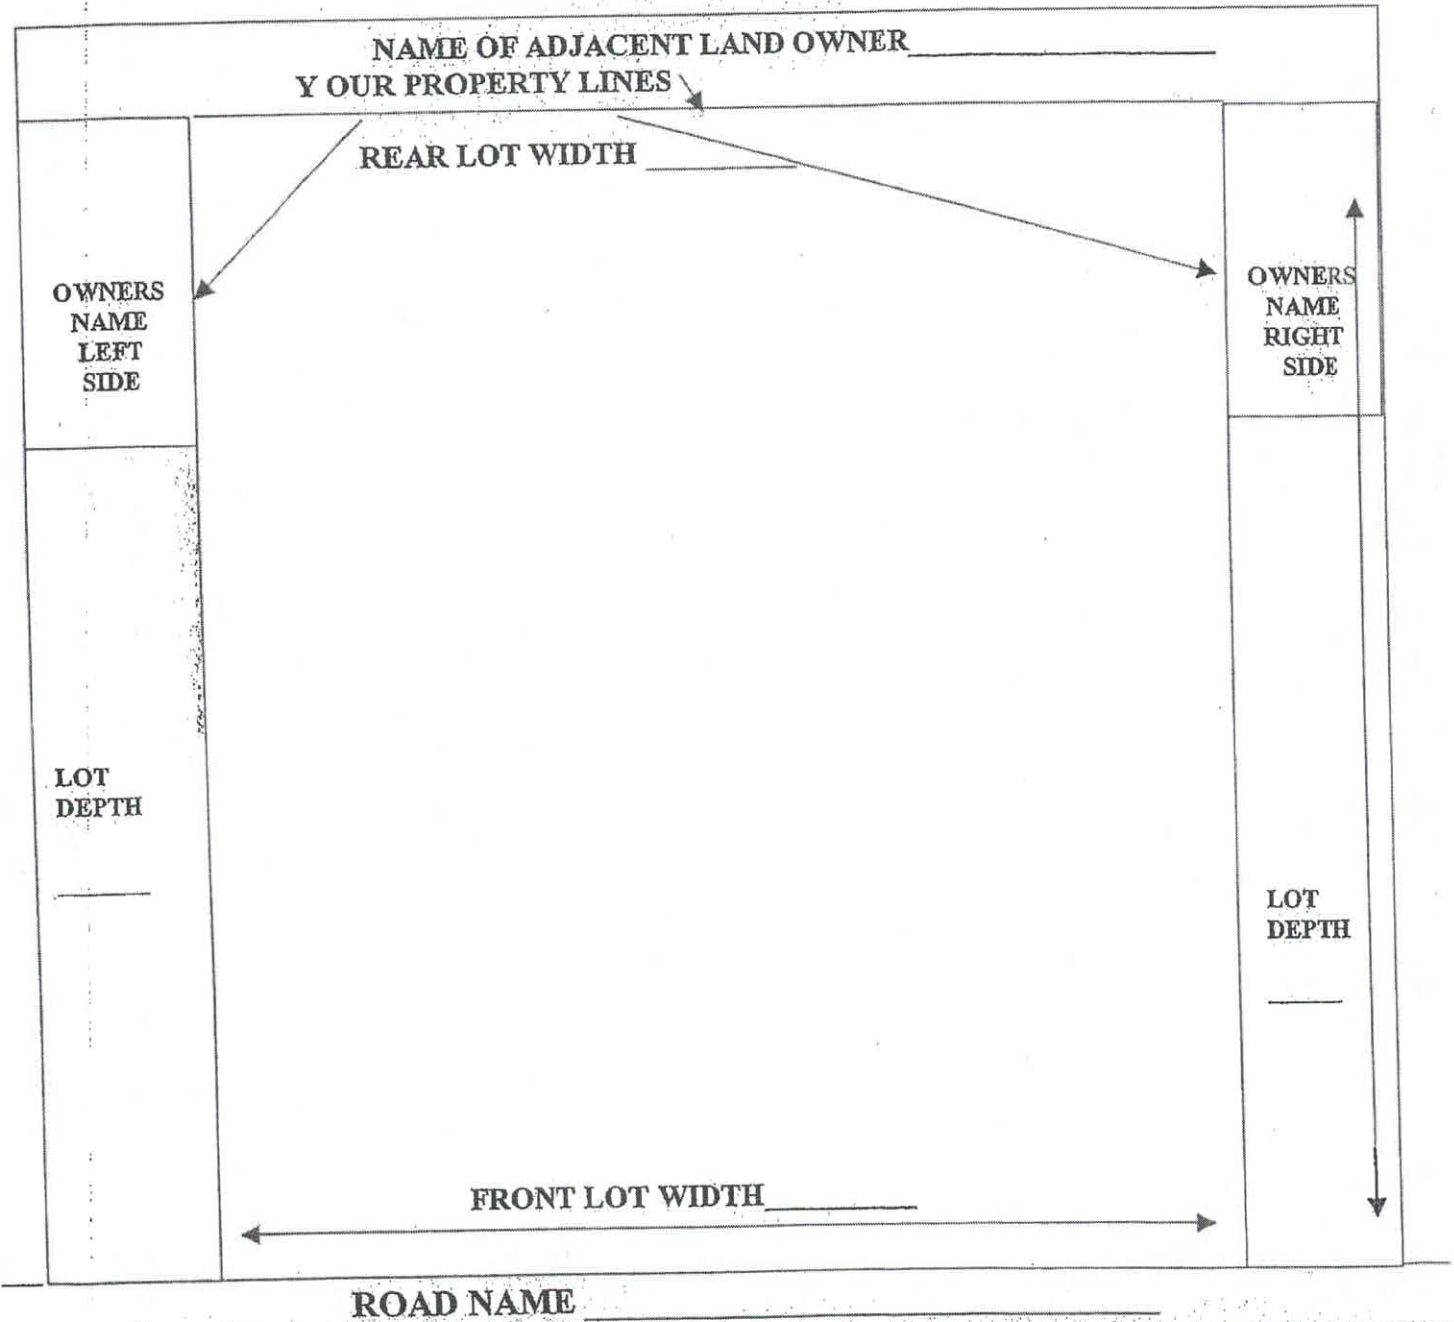 NAME OF ADJACENT LAND OWNER
Y OUR PROPERTY LINES
REAR LOT WIDTH
OWNERS
NAME
LEFT
SIDE
OWNERS
NAME
RIGHT
SIDE
LOT
DEPTH
LOT
DEPTH
FRONT LOT WIDTH
ROAD NAME